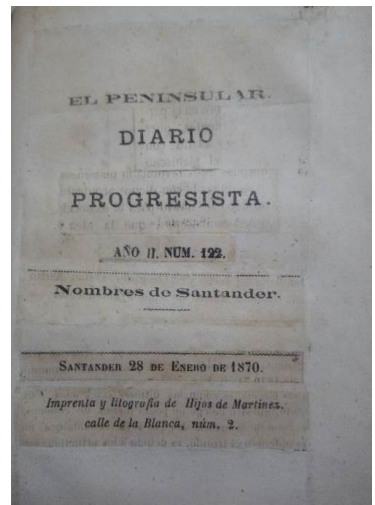 EL PENINSULAR.
DIARIO
PROGRESISTA.
AÑO II. NUM. 122.
Nombres de Santander.
SANTANDER 28 DE ENERO DE 1870.
Imprenta y litografía de Hijos de Martinez.
calle de la Blanca, núm. 2.